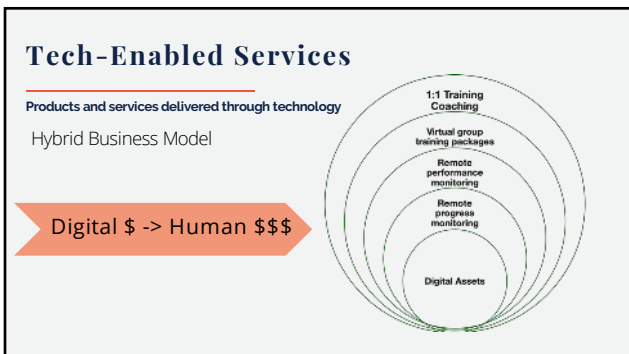 Tech-Enabled Services
Products and services delivered through technology
Hybrid Business Model
Digital $ -> Human $$$
1:1 Training
Coaching
Virtual group
training packages
Remote
performance
monitoring
Remote
progress
monitoring
Digital Assets